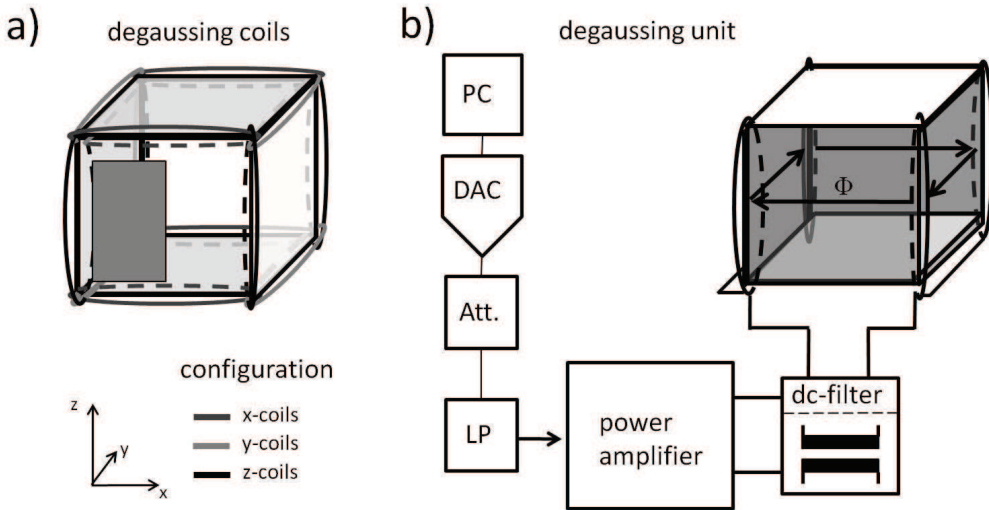 a)
degaussing coils
z
y
x
configuration
x-coils
y-coils
z-coils
b)
degaussing unit
PC
DAC
Att.
LP
power
amplifier
dc-filter
Φ